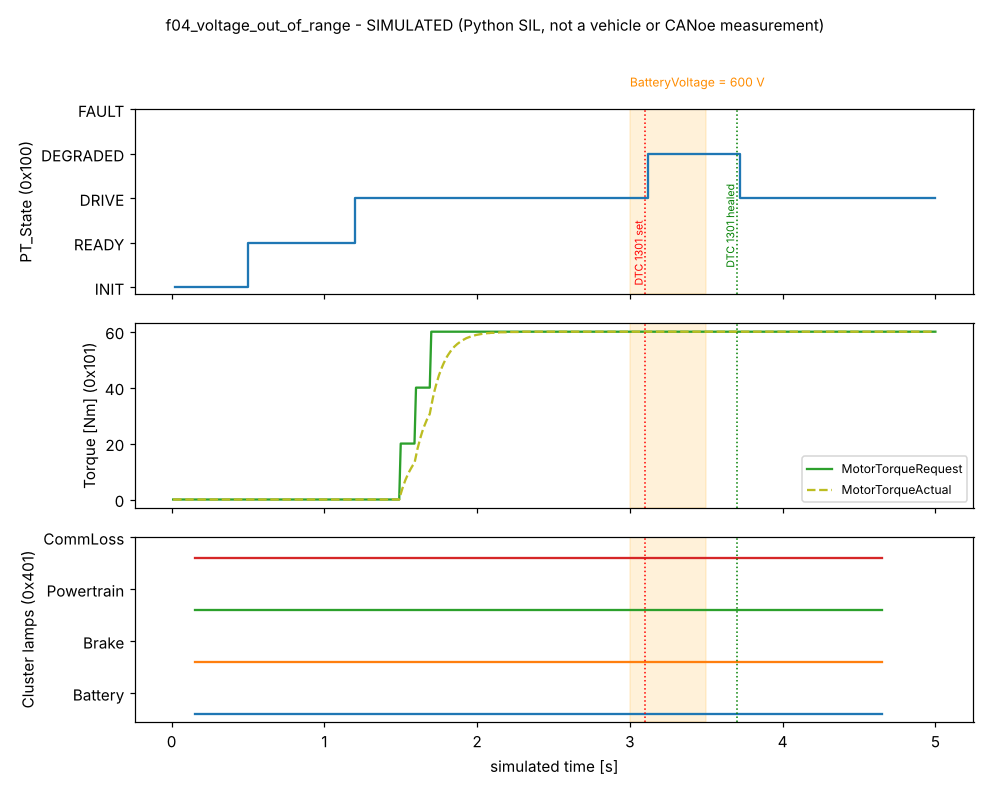 f04_voltage_out_of_range - SIMULATED (Python SIL, not a vehicle or CANoe measurement)
BatteryVoltage = 600 V
PT_State (0x100)
FAULT
DEGRADED
DRIVE
READY
INIT
DTC 1301 set
DTC 1301 healed
Torque [Nm] (0x101)
60
40
20
0
MotorTorqueRequest
MotorTorqueActual
Cluster lamps (0x401)
CommLoss
Powertrain
Brake
Battery
0 1 2 3 4 5
simulated time [s]